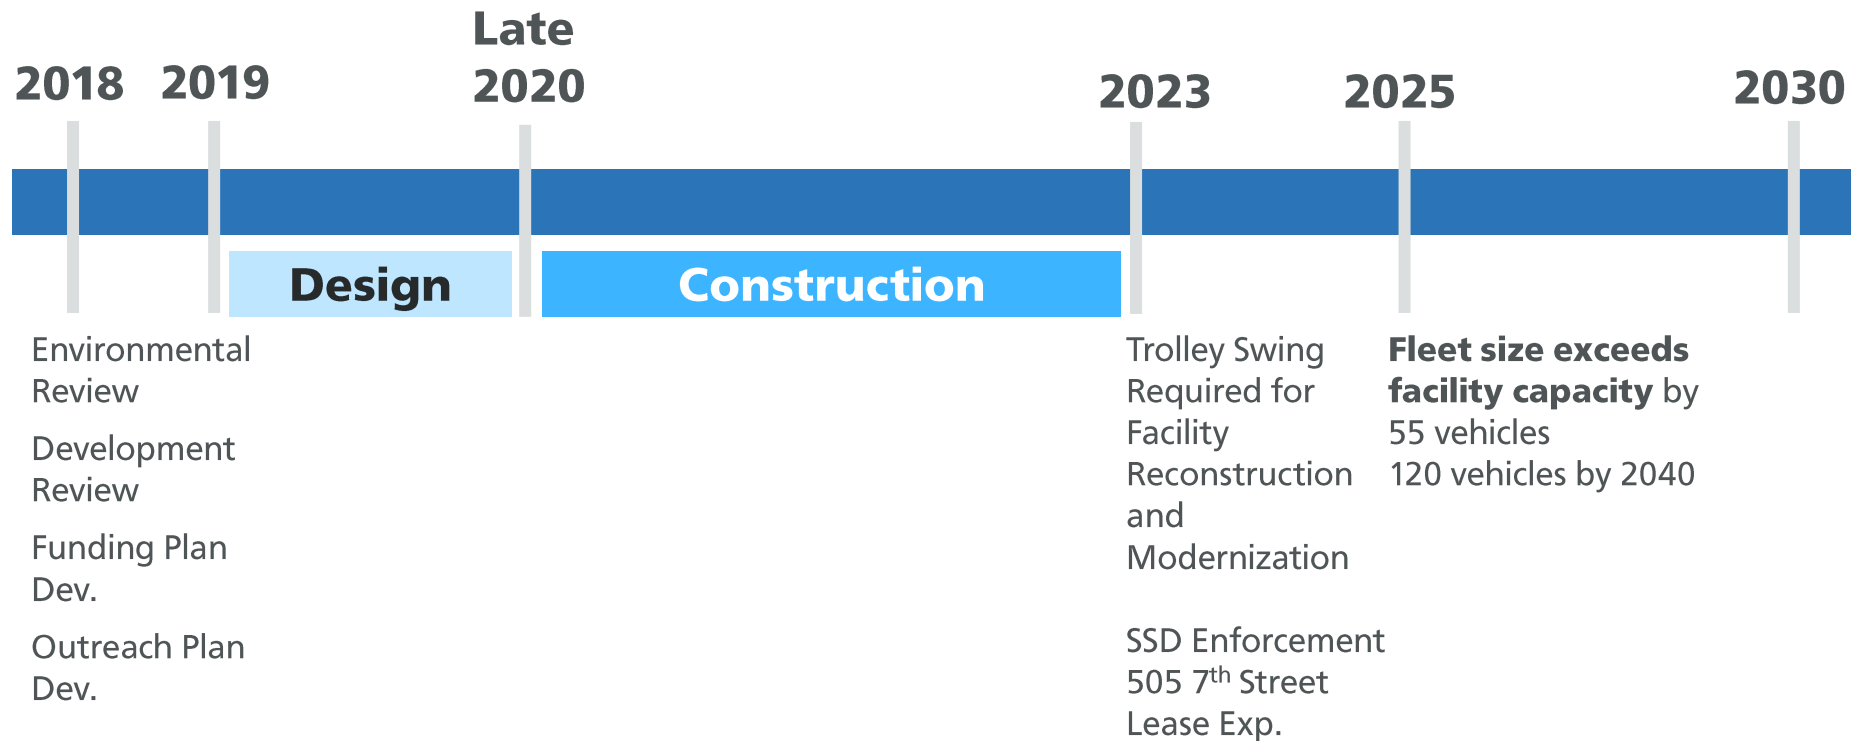 2018
2019
Late
2020
2023
2025
2030
Design
Construction
Environmental
Review
Development
Review
Funding Plan
Dev.
Outreach Plan
Dev.
Trolley Swing
Required for
Facility
Reconstruction
and
Modernization
SSD Enforcement
505 7th Street
Lease Exp.
Fleet size exceeds
facility capacity by
55 vehicles
120 vehicles by 2040